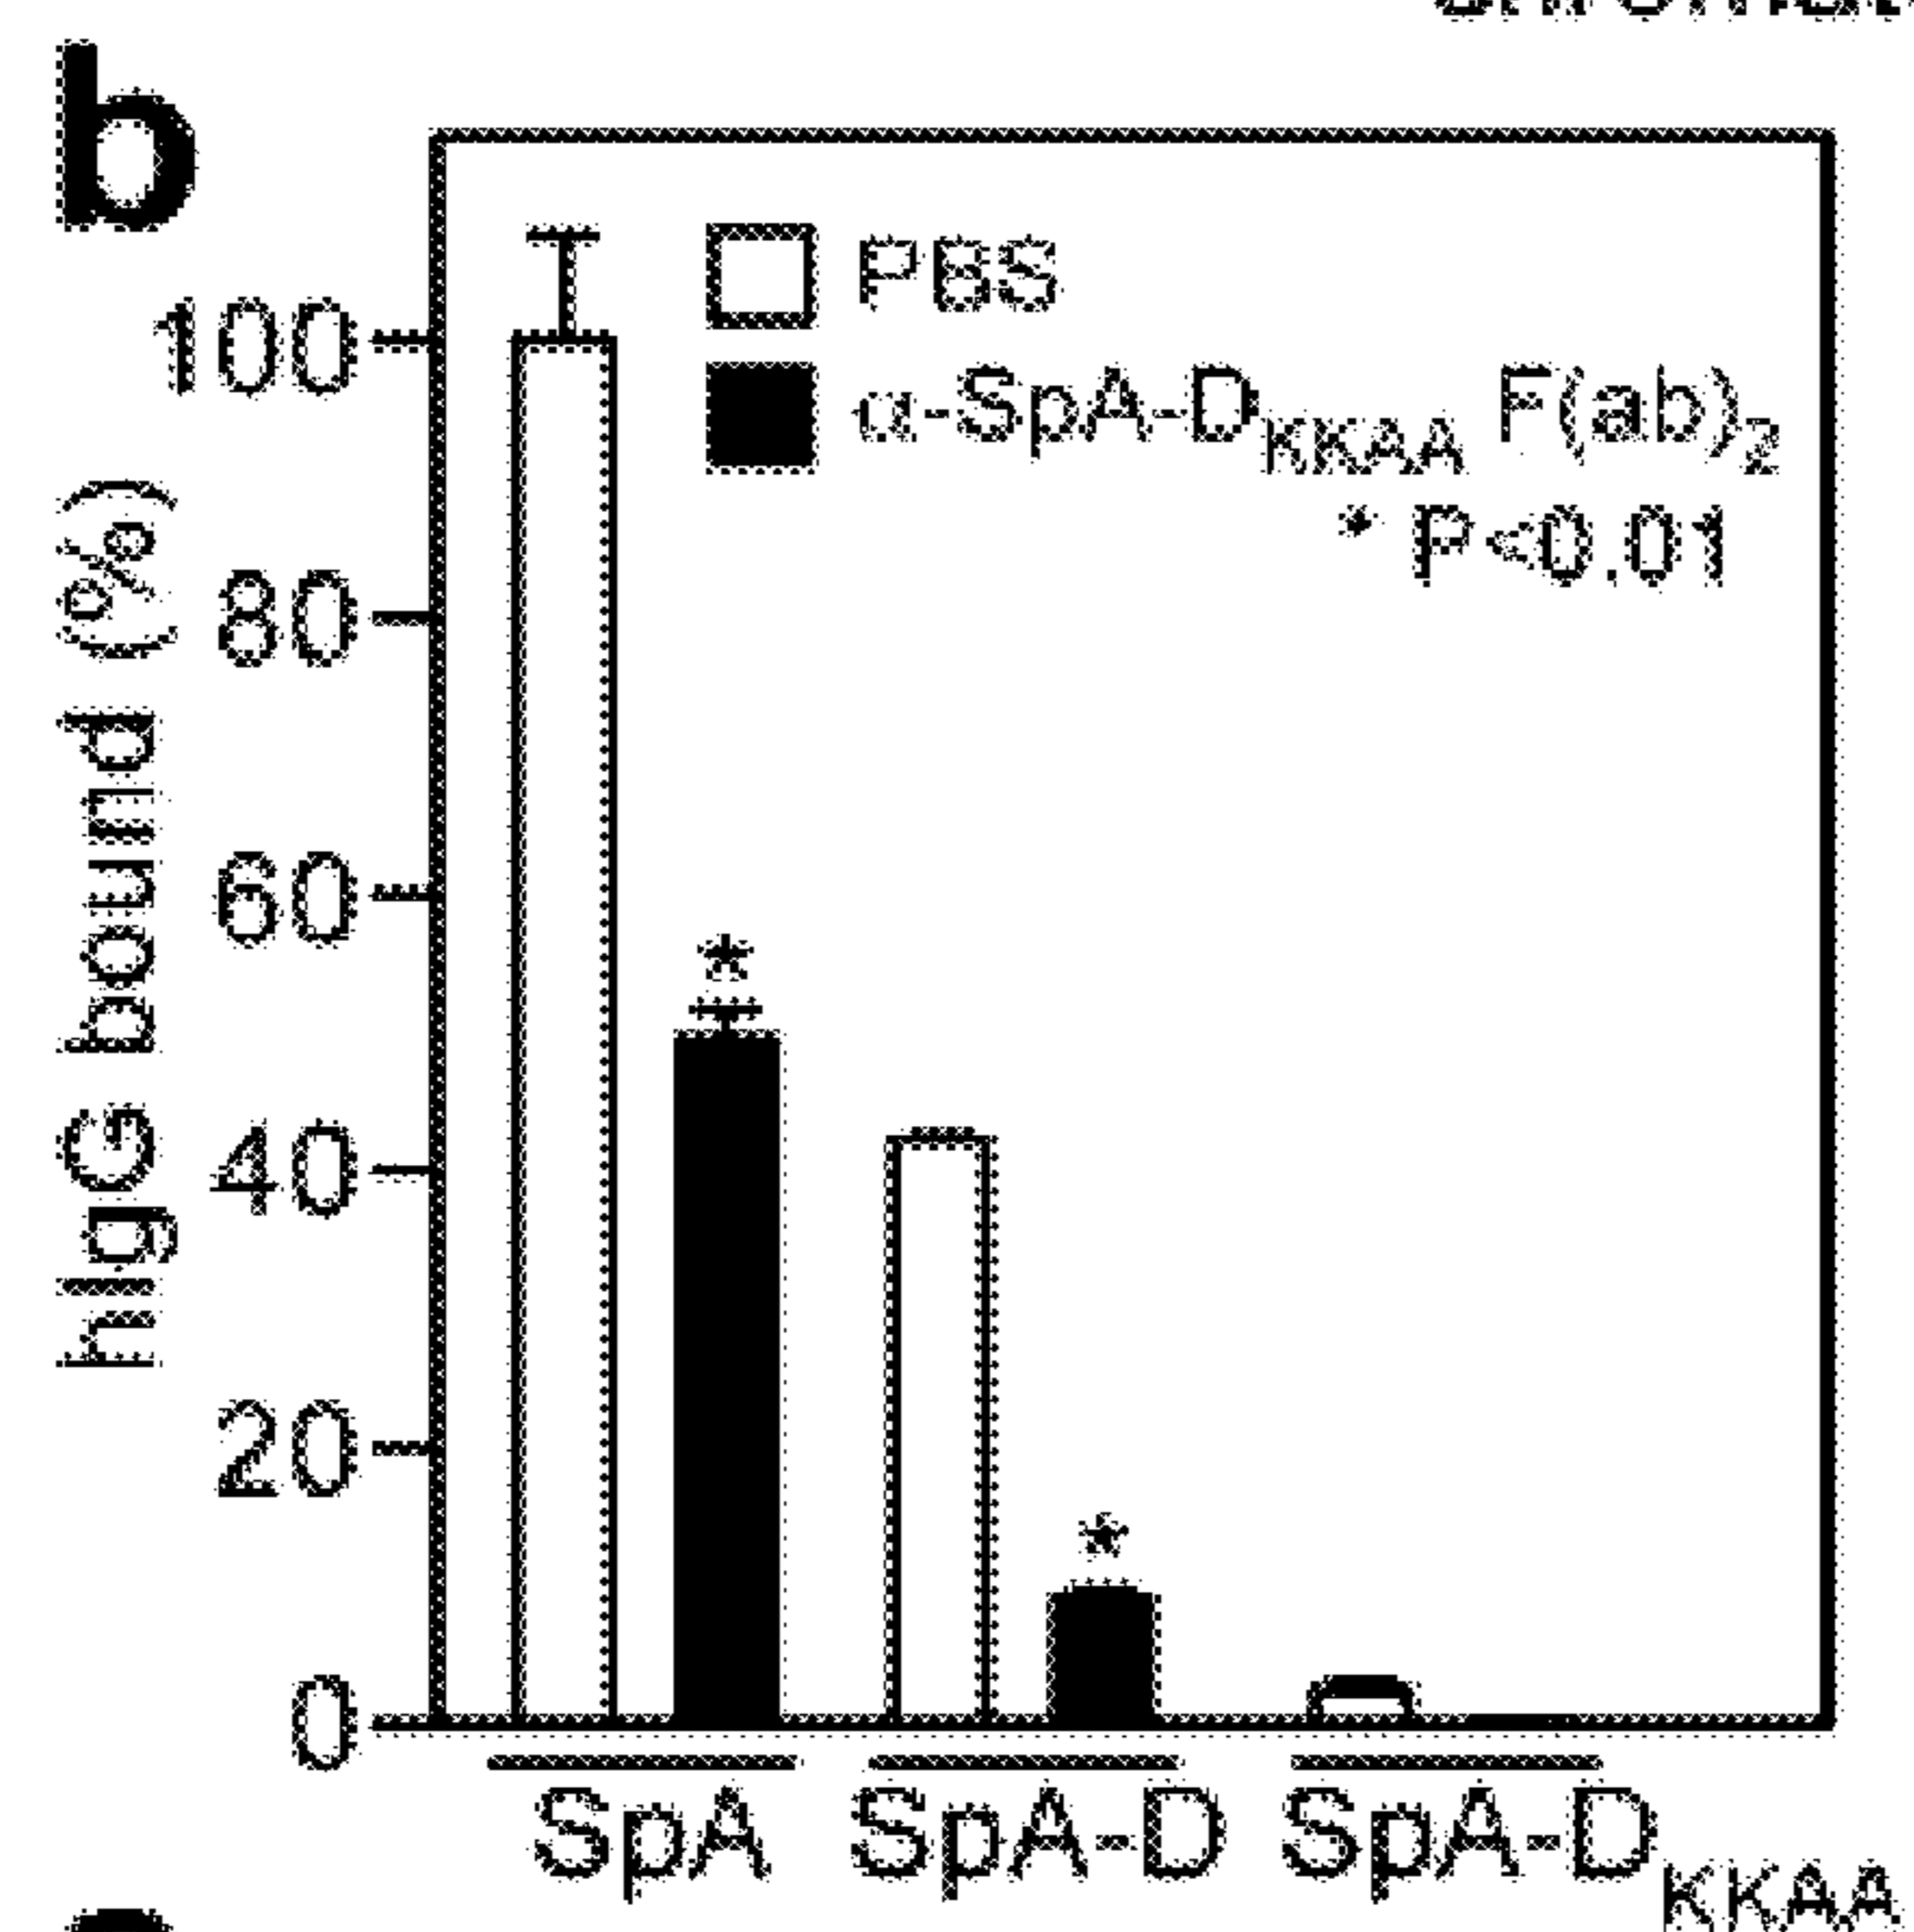 b
PBS
α-SpA-DKKAA F(ab)2
* P<0.01
hIgG bound (%)
100
80
60
40
20
0
*
*
SpA SpA-D SpA-DKKAA